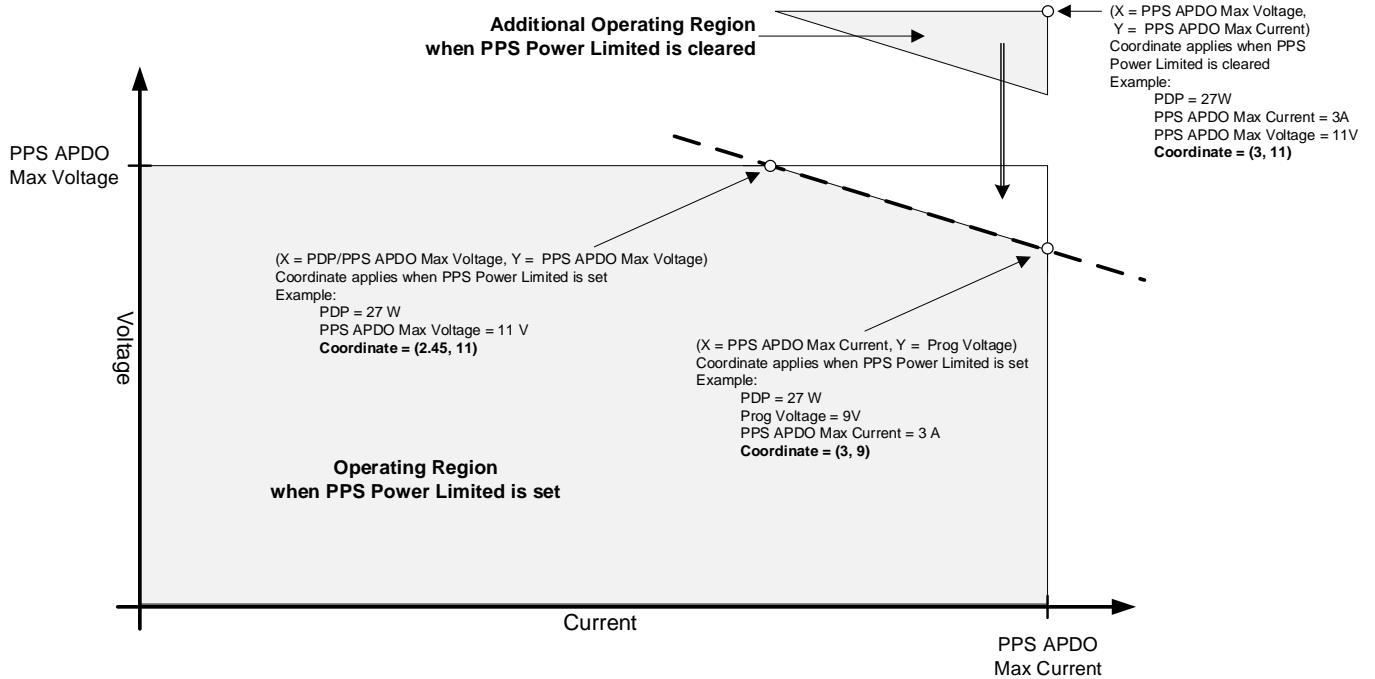 Additional Operating Region
when PPS Power Limited is cleared
(X = PPS APDO Max Voltage,
Y = PPS APDO Max Current)
Coordinate applies when PPS
Power Limited is cleared
Example:
PDP = 27W
PPS APDO Max Current = 3A
PPS APDO Max Voltage = 11V
Coordinate = (3, 11)
PPS APDO
Max Voltage
(X = PDP/PPS APDO Max Voltage, Y = PPS APDO Max Voltage)
Coordinate applies when PPS Power Limited is set
Example:
PDP = 27 W
PPS APDO Max Voltage = 11 V
Coordinate = (2.45, 11)
Voltage
(X = PPS APDO Max Current, Y = Prog Voltage)
Coordinate applies when PPS Power Limited is set
Example:
PDP = 27 W
Prog Voltage = 9V
PPS APDO Max Current = 3 A
Coordinate = (3, 9)
Operating Region
when PPS Power Limited is set
Current
PPS APDO
Max Current